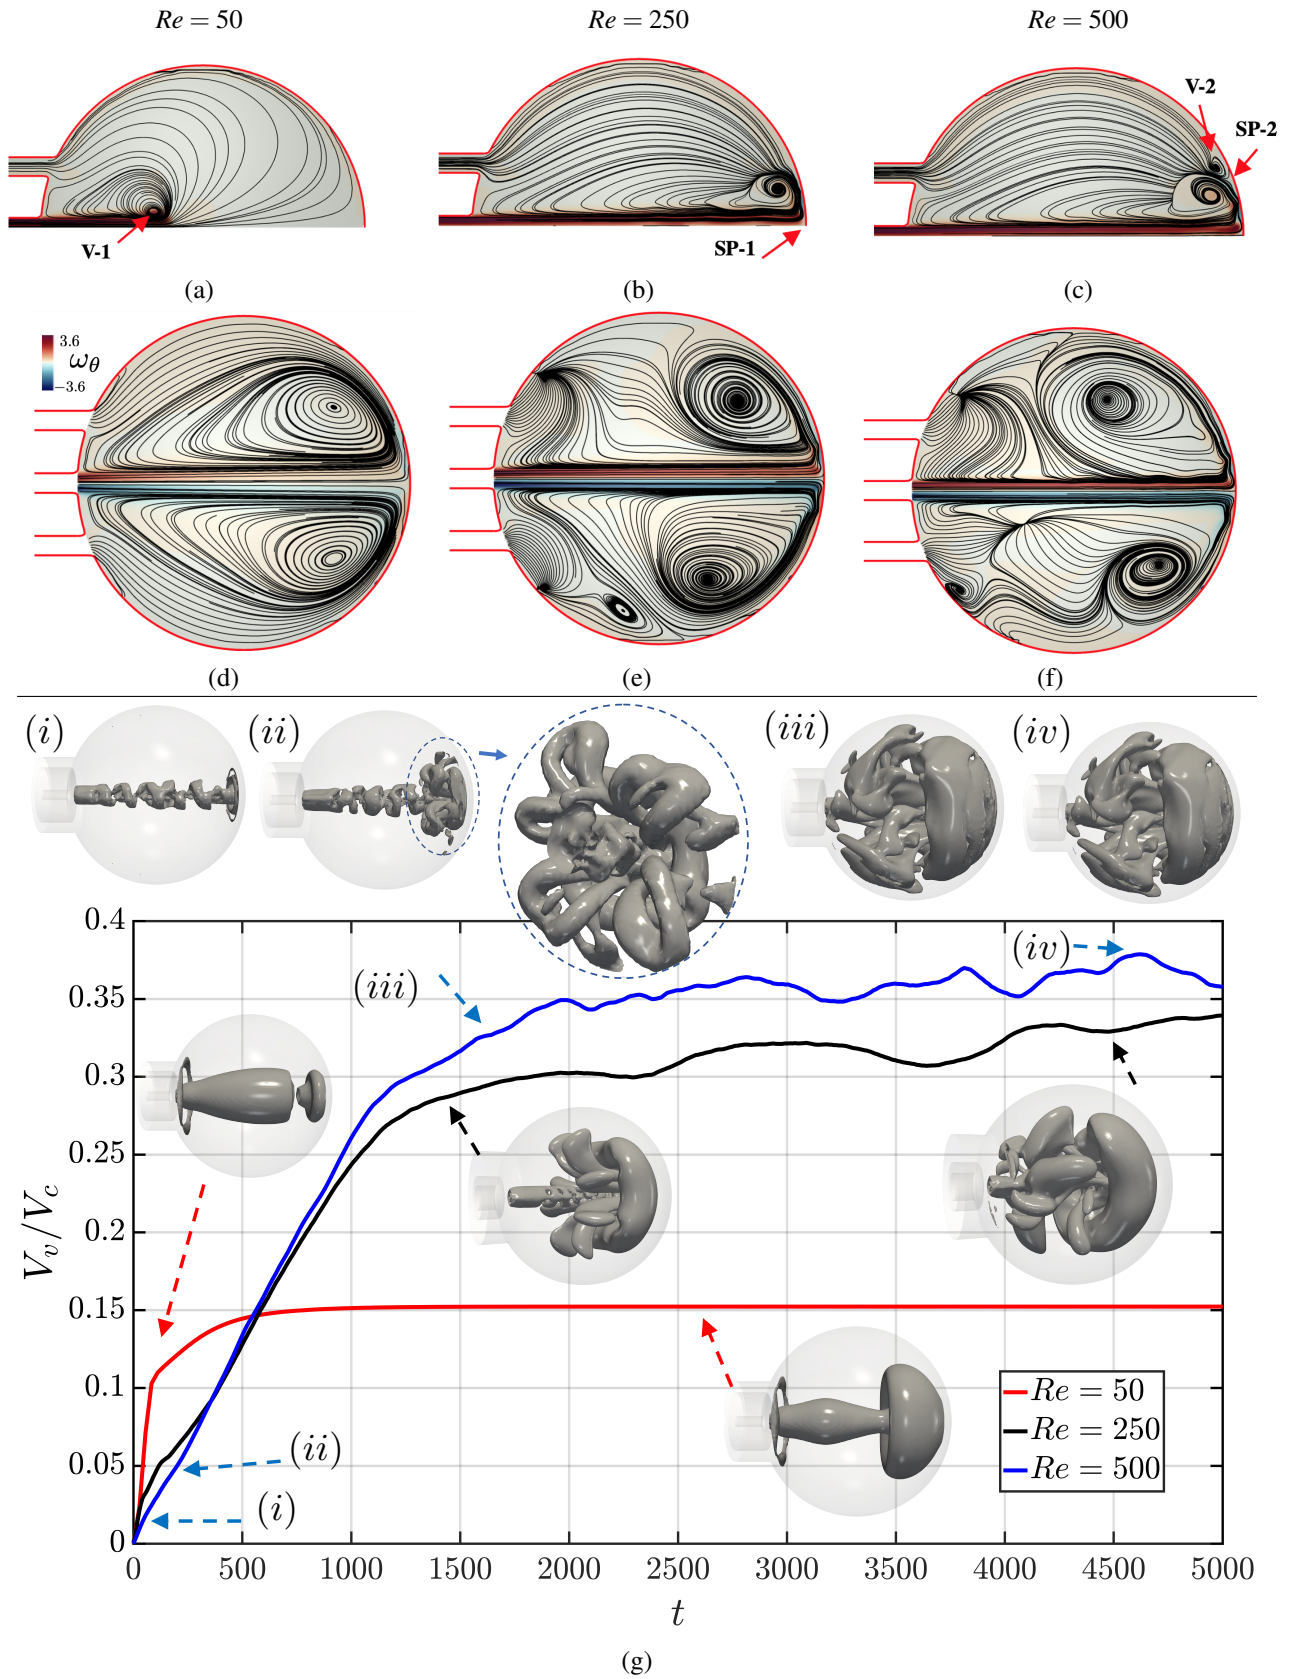 Re = 50
Re = 250
Re = 500
V-1
SP-1
V-2
SP-2
(a)
(b)
(c)
3.6
ω_θ
−3.6
(d)
(e)
(f)
(i)
(ii)
(iii)
(iv)
0.4
0.35
0.3
0.25
0.2
0.15
0.1
0.05
0
V_v/V_c
(iii)
(iv)
(ii)
(i)
Re = 50
Re = 250
Re = 500
0
500
1000
1500
2000
2500
3000
3500
4000
4500
5000
t
(g)